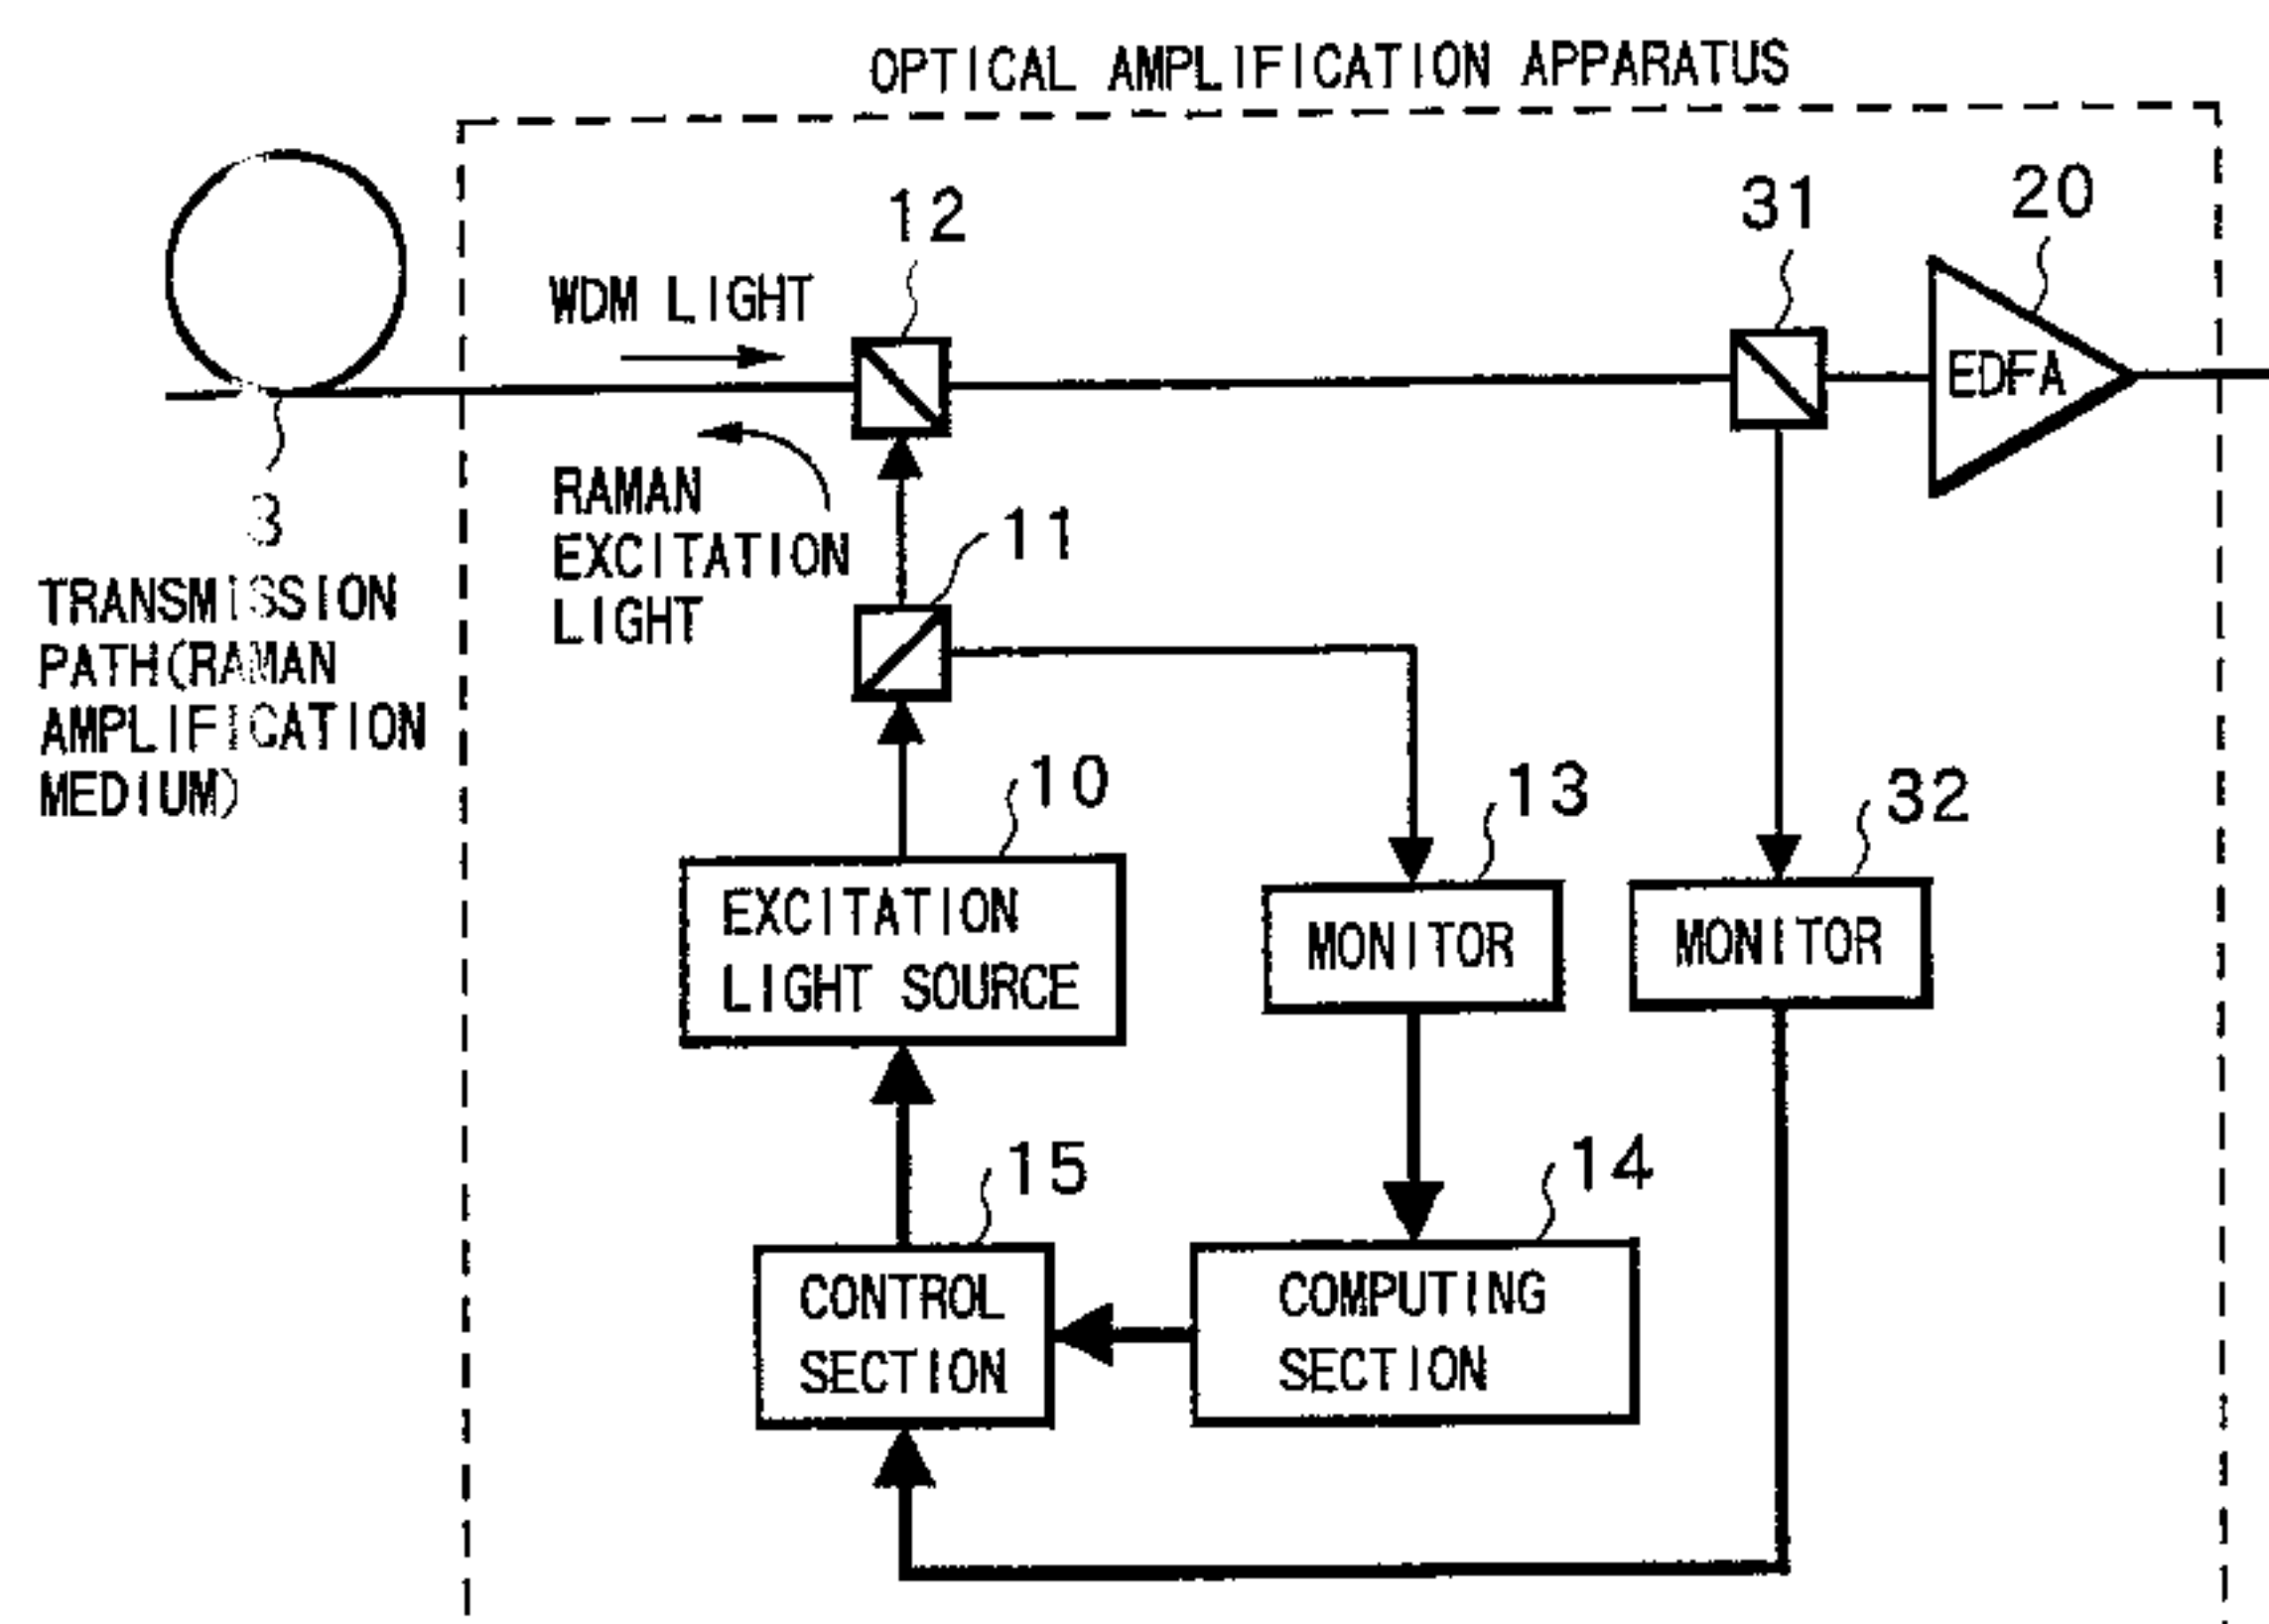 OPTICAL AMPLIFICATION APPARATUS
12
31
20
WDM LIGHT
EDFA
3
RAMAN
EXCITATION
LIGHT
11
TRANSMISSION
PATH(RAMAN
AMPLIFICATION
MEDIUM)
10
13
32
EXCITATION
LIGHT SOURCE
MONITOR
MONITOR
15
14
CONTROL
SECTION
COMPUTING
SECTION